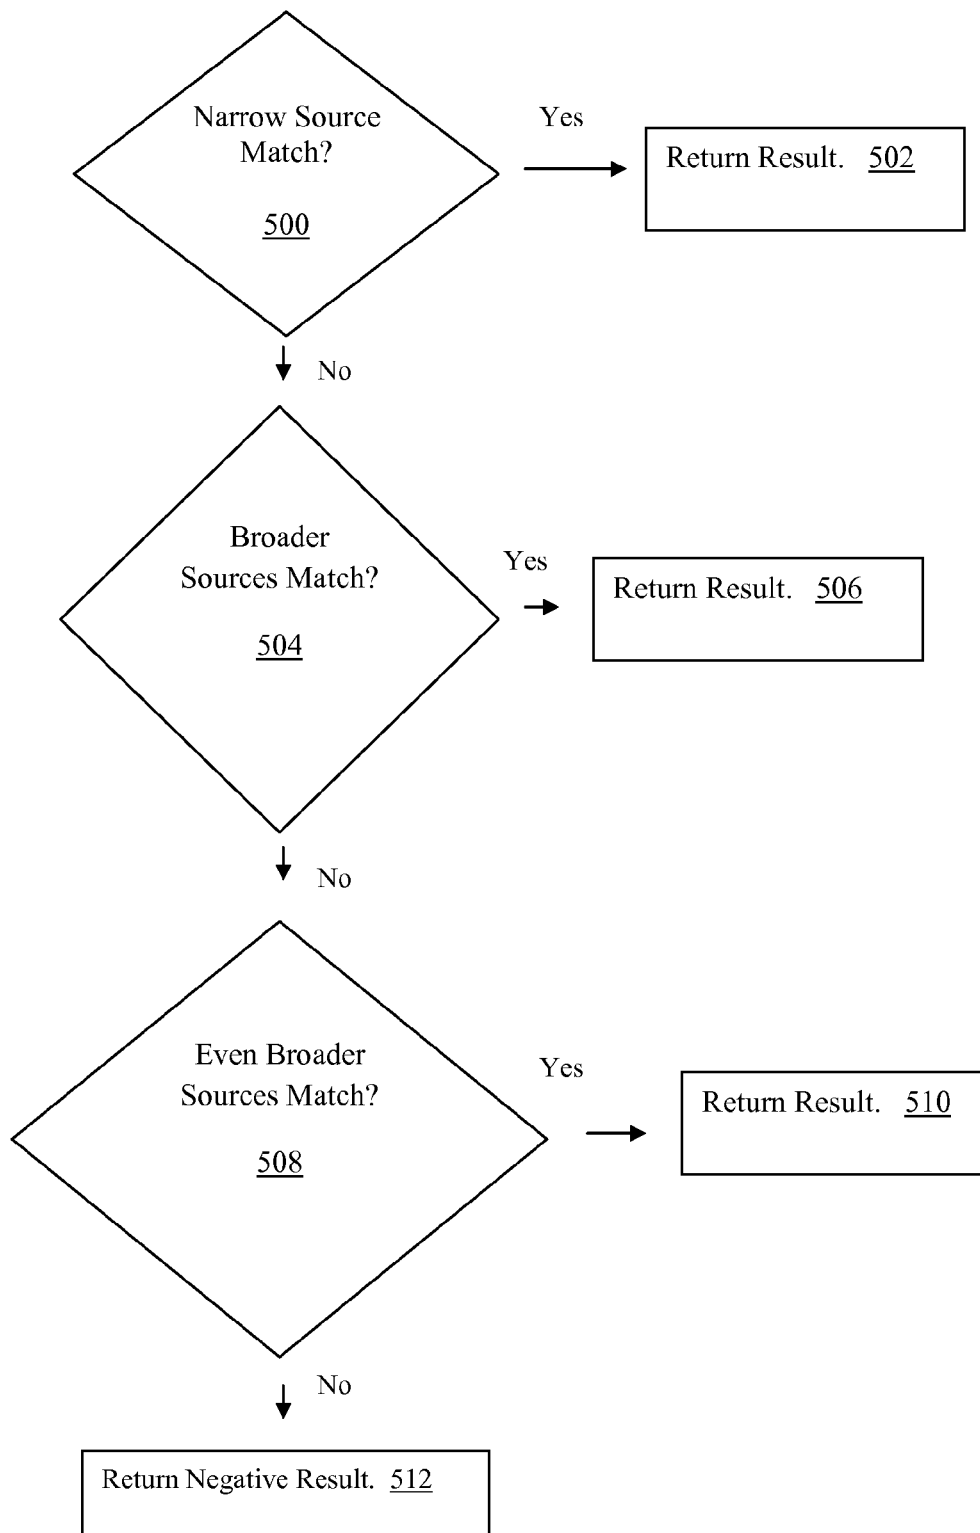 Narrow Source
Match?
500
Yes
Return Result. 502
No
Broader
Sources Match?
504
Yes
Return Result. 506
No
Even Broader
Sources Match?
508
Yes
Return Result. 510
No
Return Negative Result. 512